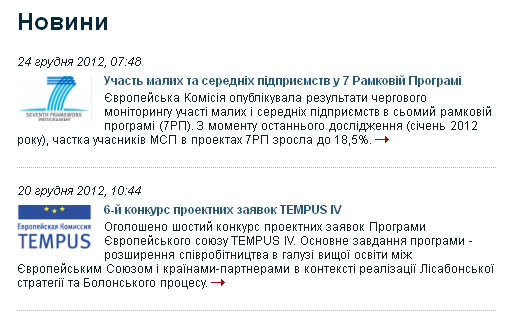 Новини
24 грудня 2012, 07:48
Участь малих та середніх підприємств у 7 Рамковій Програмі
SEVENTH FRAMEWORK
PROGRAMME
Європейська Комісія опублікувала результати чергового
моніторингу участі малих і середніх підприємств в сьомий рамковій
програмі (7РП). З моменту останнього дослідження (січень 2012
року), частка учасників МСП в проектах 7РП зросла до 18,5%.
20 грудня 2012, 10:44
6-й конкурс проектних заявок TEMPUS IV
Европейская Комиссия
TEMPUS
Оголошено шостий конкурс проектних заявок Програми
Європейського союзу TEMPUS IV. Основне завдання програми -
розширення співробітництва в галузі вищої освіти між
Європейським Союзом і країнами-партнерами в контексті реалізації Лісабонської
стратегії та Болонського процесу.